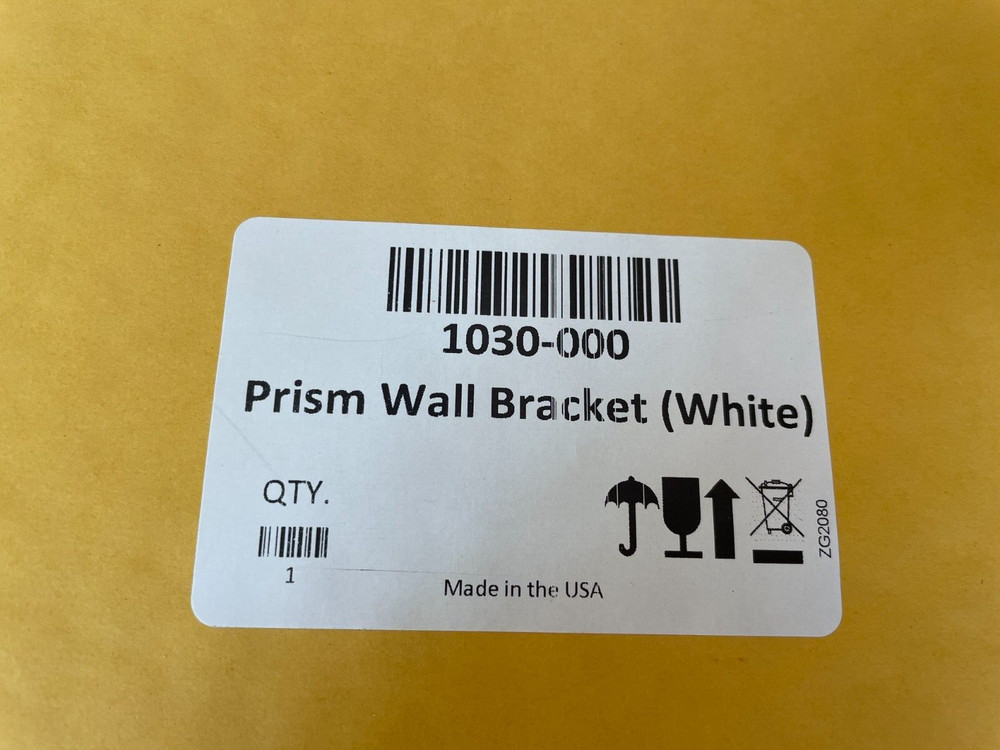 1030-000
Prism Wall Bracket (White)
QTY.
1
Made in the USA
ZG2080